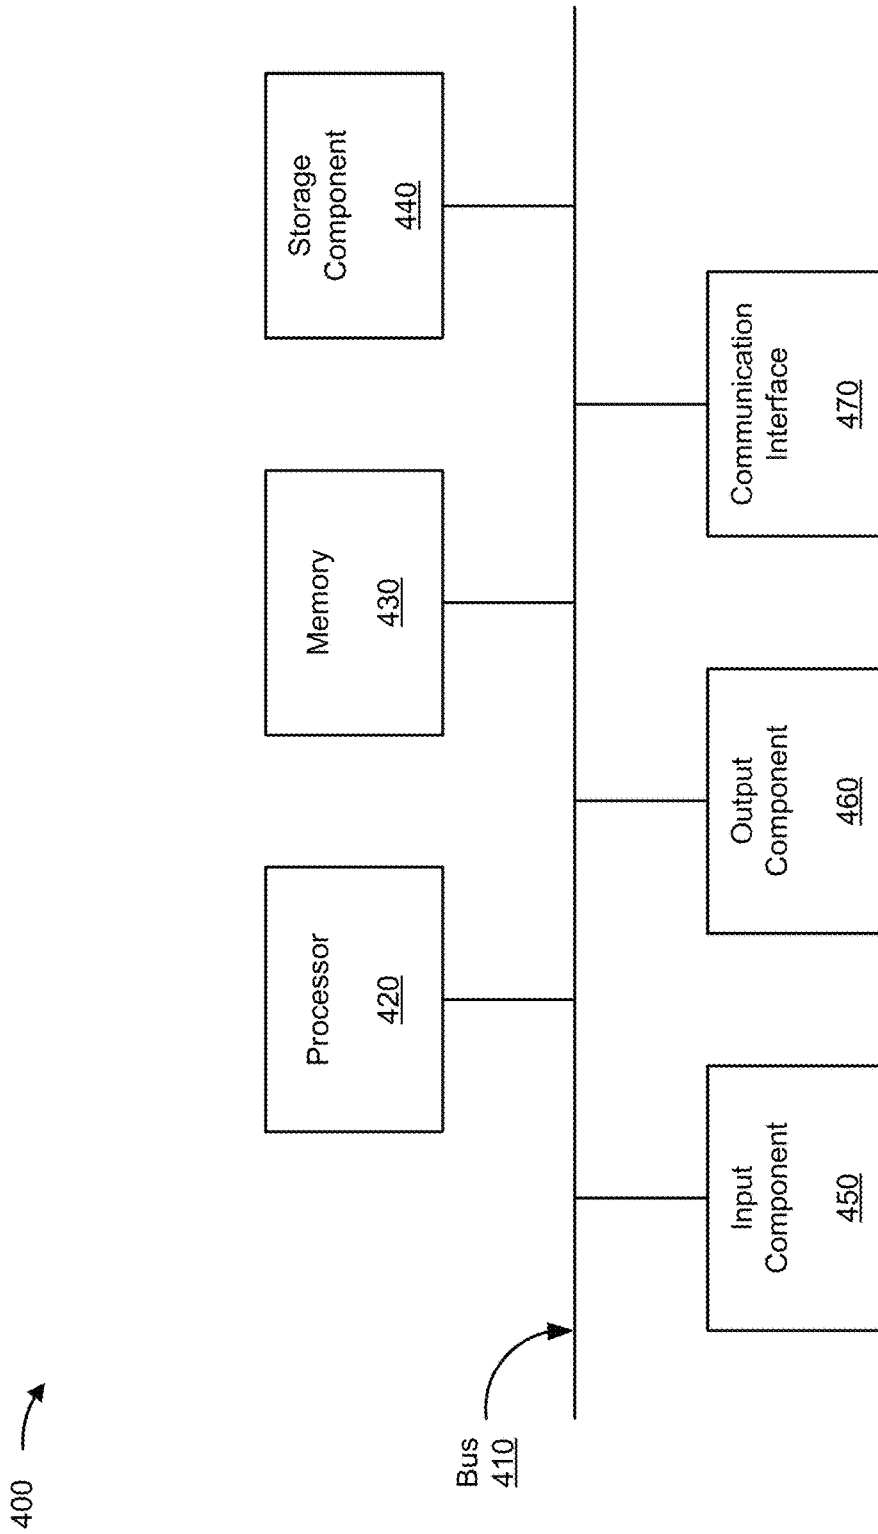 400
Processor
420
Memory
430
Storage
Component
440
Bus
410
Input
Component
450
Output
Component
460
Communication
Interface
470